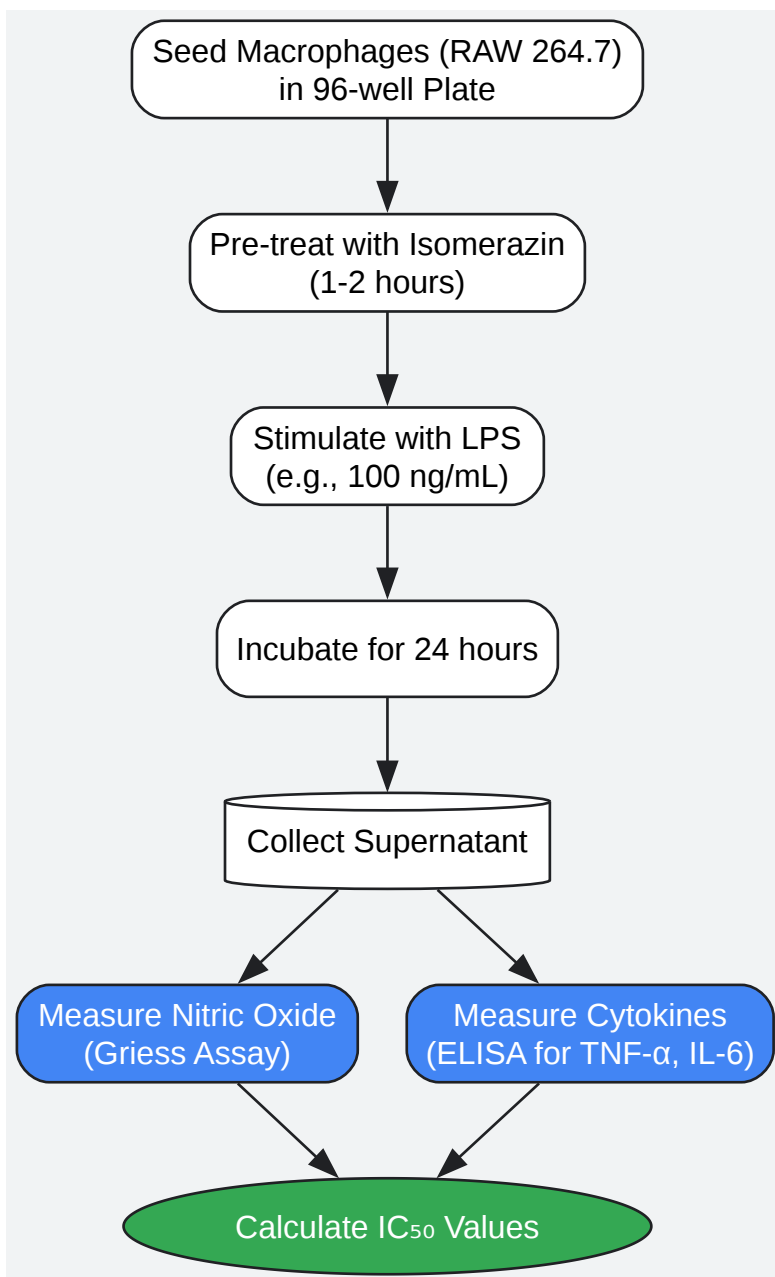 Seed Macrophages (RAW 264.7)
in 96-well Plate
Pre-treat with Isomerazin
(1-2 hours)
Stimulate with LPS
(e.g., 100 ng/mL)
Incubate for 24 hours
Collect Supernatant
Measure Nitric Oxide
(Griess Assay)
Measure Cytokines
(ELISA for TNF-α, IL-6)
Calculate IC₅₀ Values